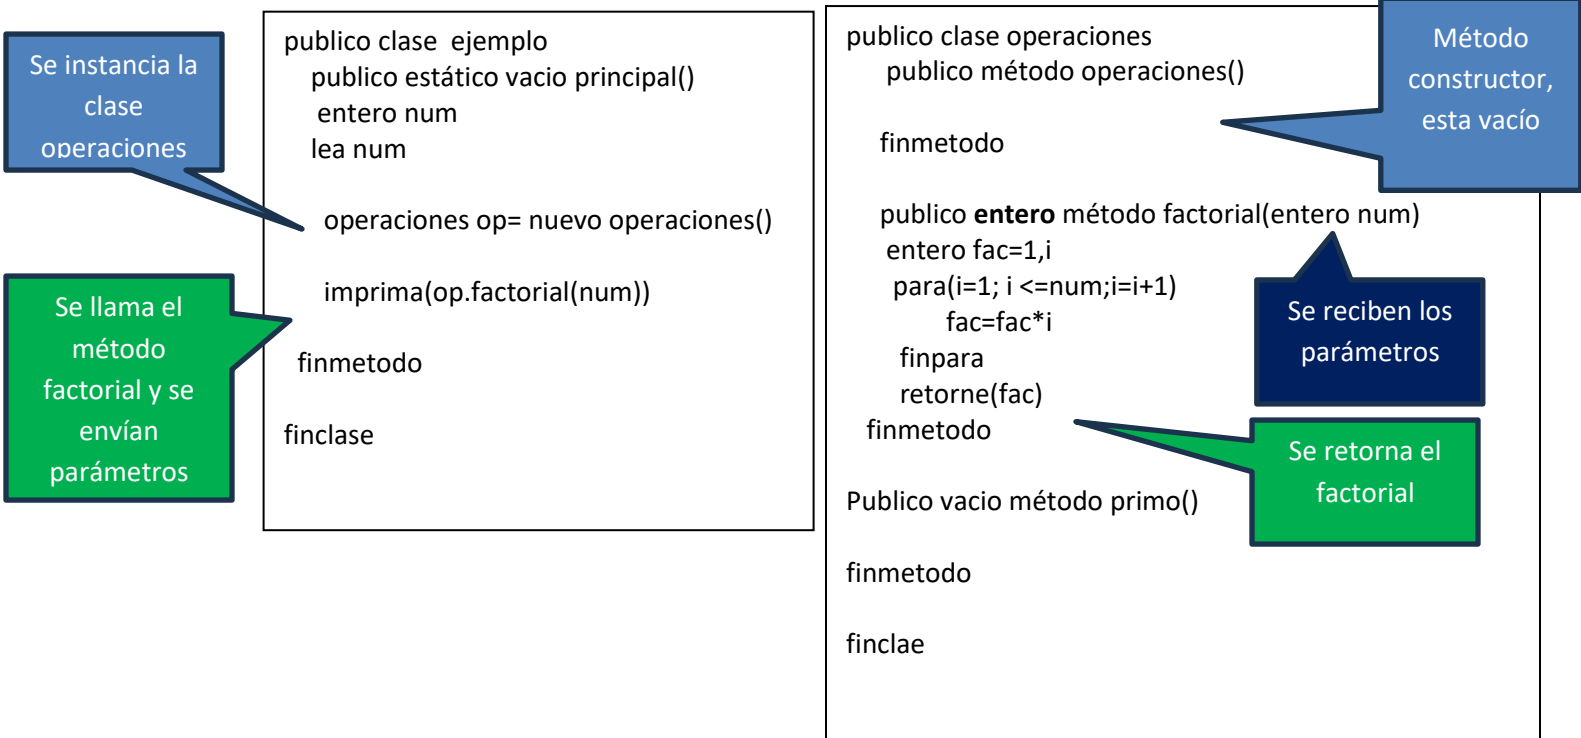 Se instancia la
clase
operaciones
Se llama el
método
factorial y se
envían
parámetros
publico clase  ejemplo
publico estático vacio principal()
entero num
lea num
operaciones op= nuevo operaciones()
imprima(op.factorial(num))
finmetodo
finclase
publico clase operaciones
publico método operaciones()
finmetodo
publico entero método factorial(entero num)
entero fac=1,i
para(i=1; i <=num;i=i+1)
fac=fac*i
finpara
retorne(fac)
finmetodo
Publico vacio método primo()
finmetodo
finclae
Método
constructor,
esta vacío
Se reciben los
parámetros
Se retorna el
factorial